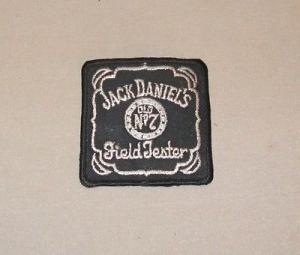 JACK DANIEL'S
OLD
Nº7
Field Tester